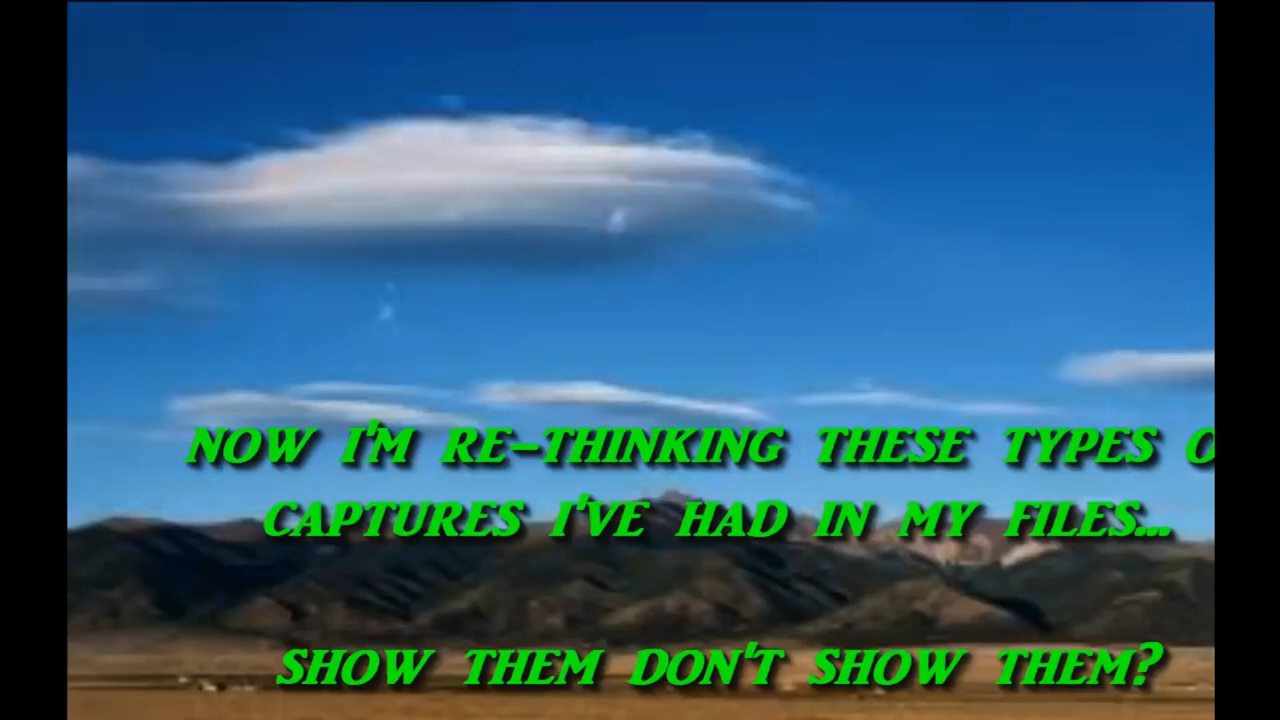 NOW I'M RE-THINKING THESE TYPES O
CAPTURES I'VE HAD IN MY FILES...
SHOW THEM DON'T SHOW THEM?